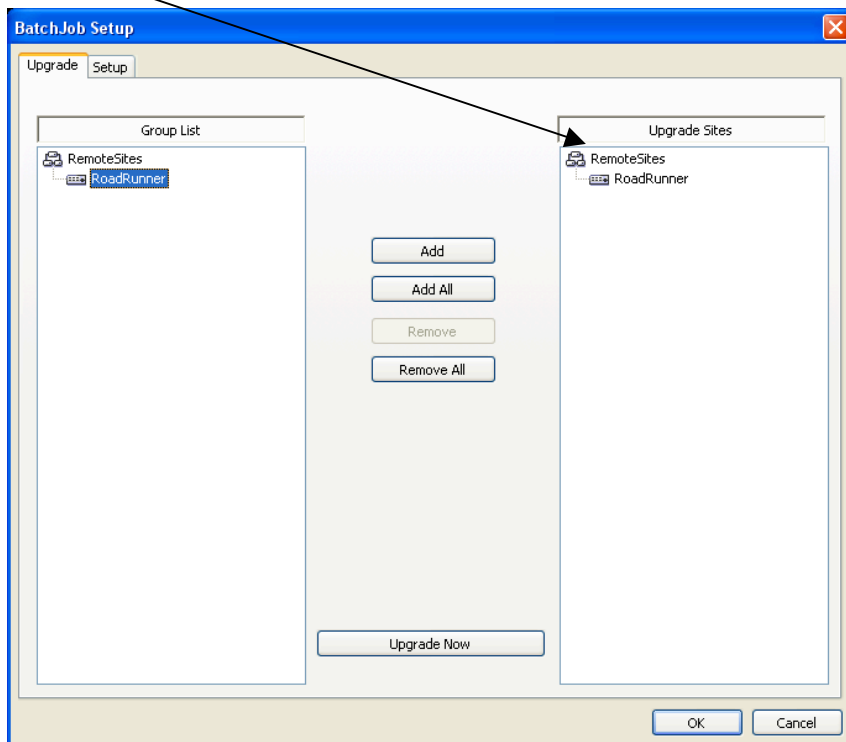 BatchJob Setup
Upgrade Setup
Group List
RemoteSites
RoadRunner
Add
Add All
Remove
Remove All
Upgrade Now
Upgrade Sites
RemoteSites
RoadRunner
OK Cancel